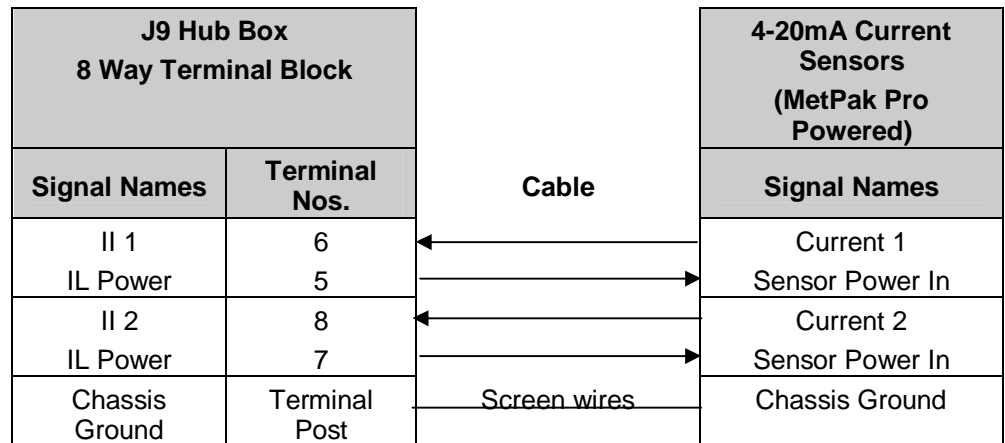 J9 Hub Box
8 Way Terminal Block
4-20mA Current
Sensors
(MetPak Pro
Powered)
Signal Names
Terminal
Nos.
Cable
Signal Names
II 1
6
Current 1
IL Power
5
Sensor Power In
II 2
8
Current 2
IL Power
7
Sensor Power In
Chassis
Ground
Terminal
Post
Screen wires
Chassis Ground